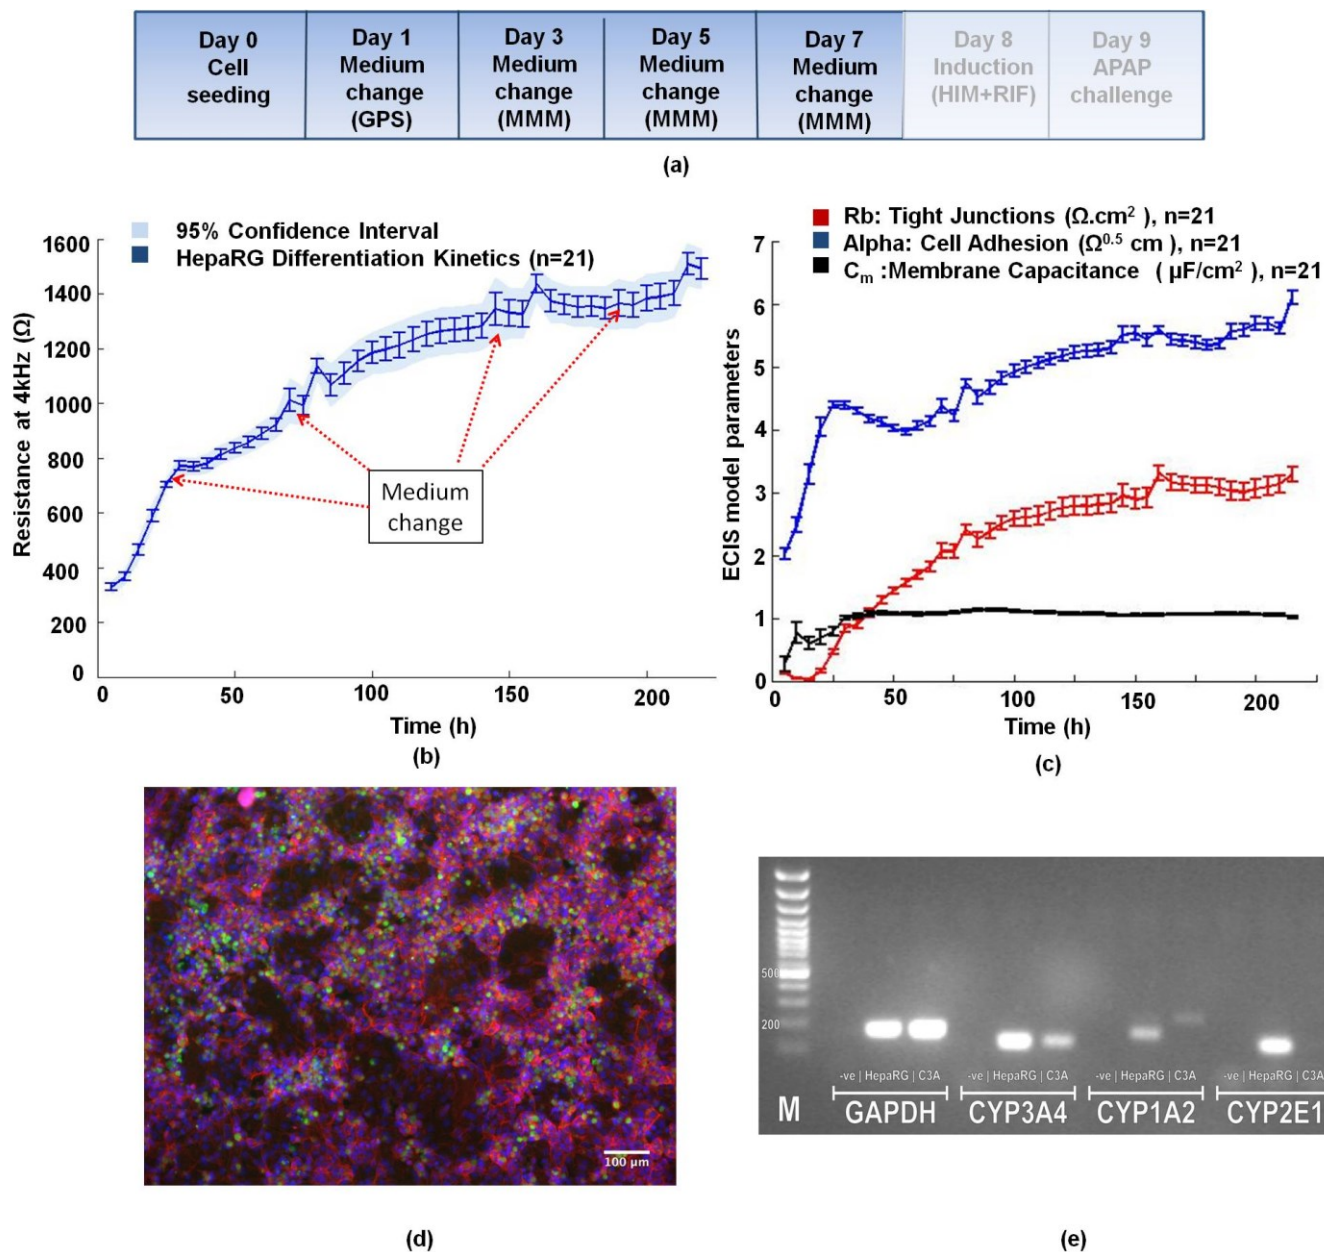 Day 0
Cell
seeding
Day 1
Medium
change
(GPS)
Day 3
Medium
change
(MMM)
Day 5
Medium
change
(MMM)
Day 7
Medium
change
(MMM)
Day 8
Induction
(HIM+RIF)
Day 9
APAP
challenge
(a)
95% Confidence Interval
HepaRG Differentiation Kinetics (n=21)
1600
1400
1200
1000
800
600
400
200
0
Resistance at 4kHz (Ω)
Medium
change
0 50 100 150 200
Time (h)
(b)
Rb: Tight Junctions (Ω.cm²), n=21
Alpha: Cell Adhesion (Ω^0.5 cm), n=21
Cm :Membrane Capacitance (µF/cm²), n=21
7
6
5
4
3
2
1
0
ECIS model parameters
0 50 100 150 200
Time (h)
(c)
100 µm
(d)
500
200
-ve | HepaRG | C3A -ve | HepaRG | C3A -ve | HepaRG | C3A -ve | HepaRG | C3A
M GAPDH CYP3A4 CYP1A2 CYP2E1
(e)